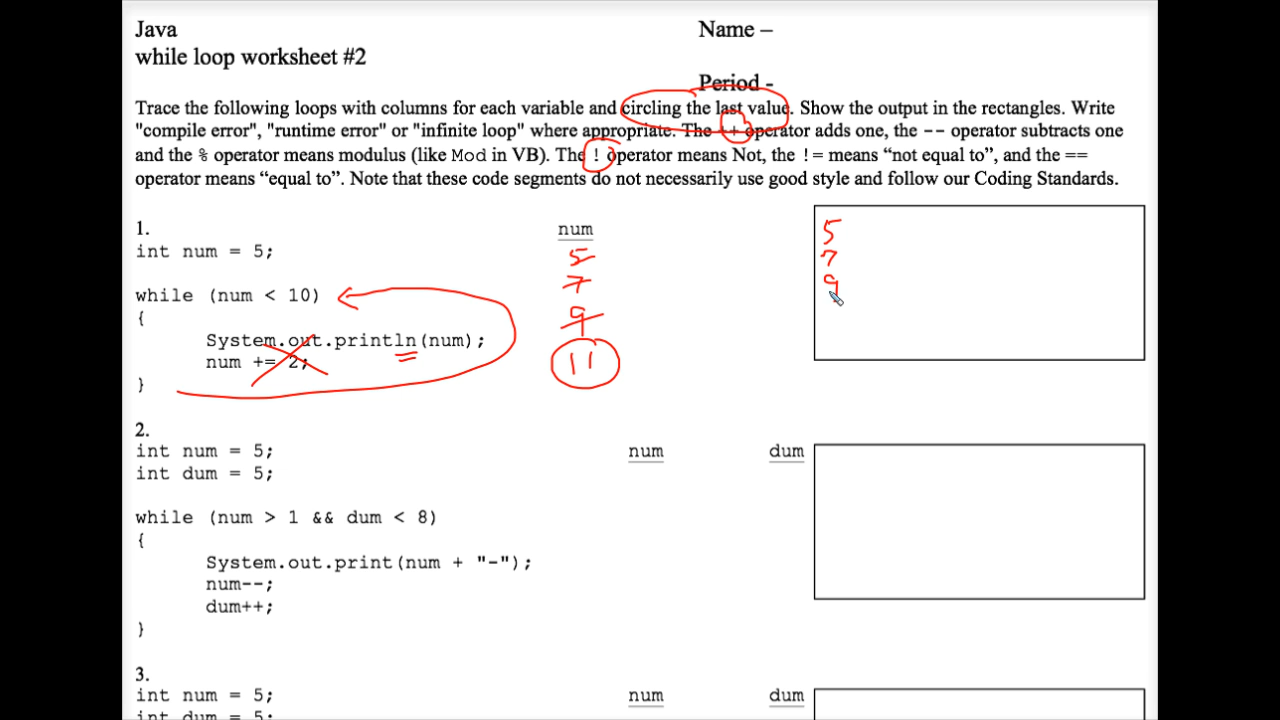 Java
Name –
while loop worksheet #2
Period -
Trace the following loops with columns for each variable and circling the last value. Show the output in the rectangles. Write
"compile error", "runtime error" or "infinite loop" where appropriate. The ++ operator adds one, the -- operator subtracts one
and the % operator means modulus (like Mod in VB). The ! operator means Not, the != means “not equal to”, and the ==
operator means “equal to”. Note that these code segments do not necessarily use good style and follow our Coding Standards.
1.
int num = 5;
while (num < 10)
{
System.out.println(num);
num += 2;
}
num
5
7
9
11
5
7
9
2.
int num = 5;
int dum = 5;
while (num > 1 && dum < 8)
{
System.out.print(num + "-");
num--;
dum++;
}
num
dum
3.
int num = 5;
int dum = 5;
num
dum